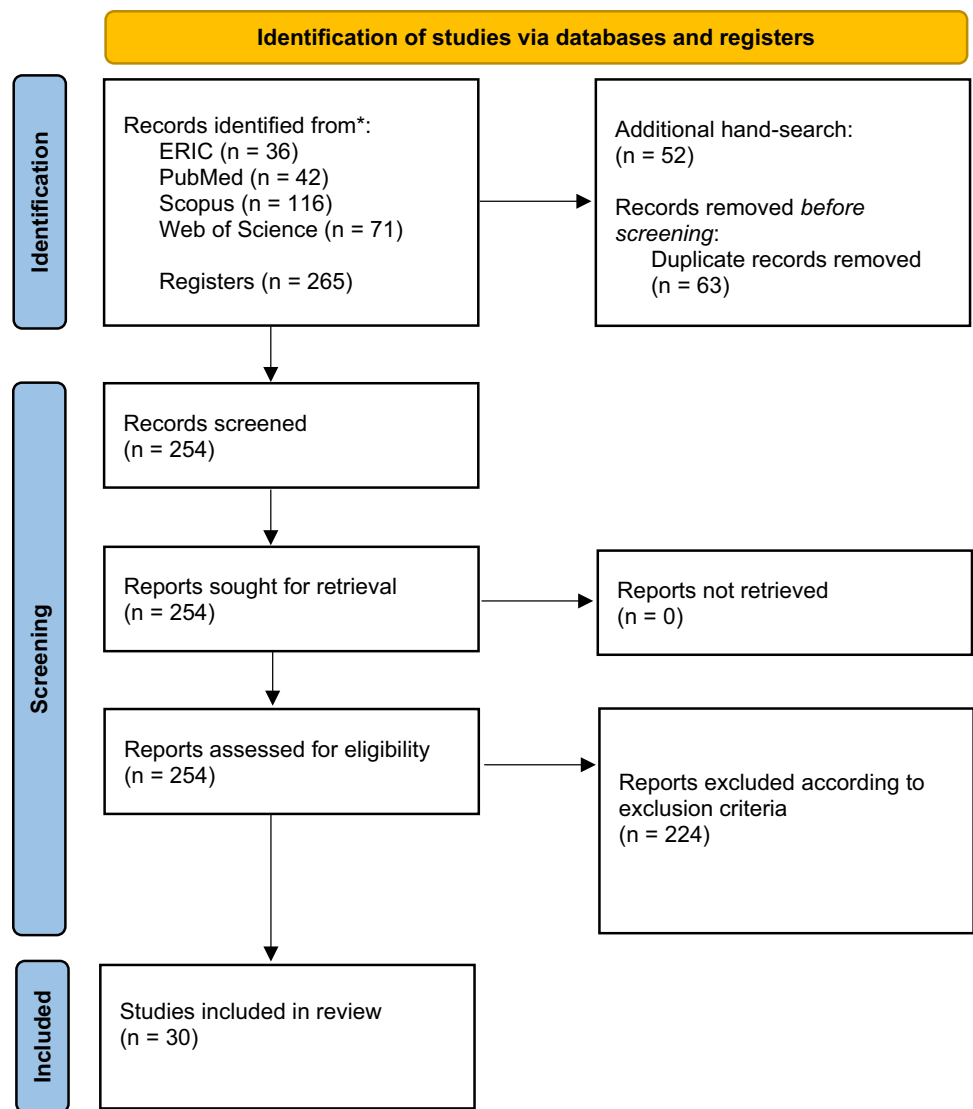 Identification of studies via databases and registers
Identification
Records identified from*:
ERIC (n = 36)
PubMed (n = 42)
Scopus (n = 116)
Web of Science (n = 71)
Registers (n = 265)
Additional hand-search:
(n = 52)
Records removed before
screening:
Duplicate records removed
(n = 63)
Screening
Records screened
(n = 254)
Reports sought for retrieval
(n = 254)
Reports not retrieved
(n = 0)
Reports assessed for eligibility
(n = 254)
Reports excluded according to
exclusion criteria
(n = 224)
Included
Studies included in review
(n = 30)